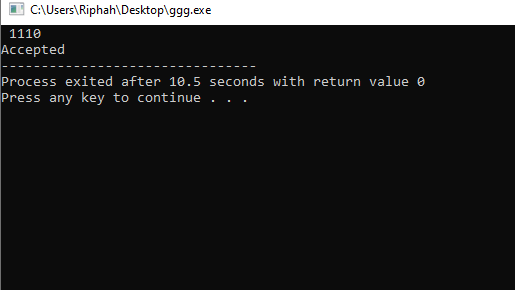 C:\Users\Riphah\Desktop\ggg.exe
1110
Accepted
--------------------------------
Process exited after 10.5 seconds with return value 0
Press any key to continue . . .